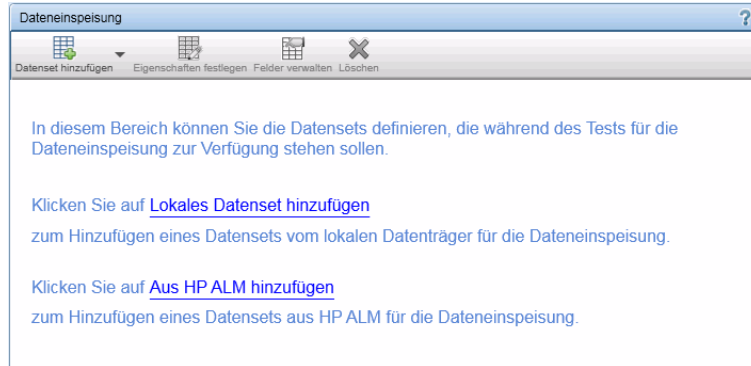 Dateneinspeisung ?
Datenset hinzufügen Eigenschaften festlegen Felder verwalten Löschen
In diesem Bereich können Sie die Datensets definieren, die während des Tests für die
Dateneinspeisung zur Verfügung stehen sollen.
Klicken Sie auf Lokales Datenset hinzufügen
zum Hinzufügen eines Datensets vom lokalen Datenträger für die Dateneinspeisung.
Klicken Sie auf Aus HP ALM hinzufügen
zum Hinzufügen eines Datensets aus HP ALM für die Dateneinspeisung.